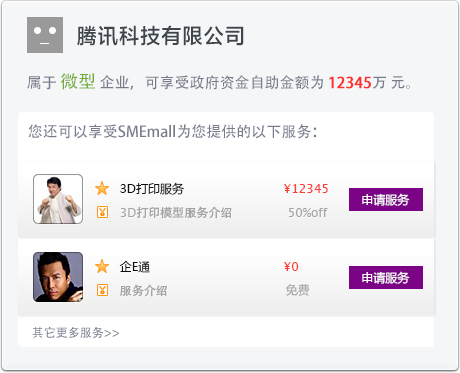 腾讯科技有限公司
属于 微型 企业，可享受政府资金自助金额为 12345万 元。
您还可以享受SMEmall为您提供的以下服务：
3D打印服务 ¥12345
3D打印模型服务介绍 50%off
申请服务
企E通 ¥0
服务介绍 免费
申请服务
其它更多服务>>